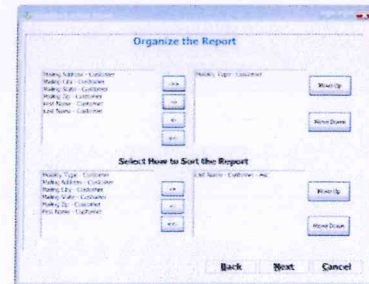 Organize the Report
Mailing Address - Customer
Mailing City - Customer
Mailing State - Customer
Mailing Zip - Customer
First Name - Customer
Last Name - Customer
>>
->
<-
<<
Type - Customer
Move Up
Move Down
Select How to Sort the Report
Type - Customer
Mailing Address - Customer
Mailing City - Customer
Mailing State - Customer
Mailing Zip - Customer
First Name - Customer
->
<-
<<
Last Name - Customer - Asc
Move Up
Move Down
Back
Next
Cancel